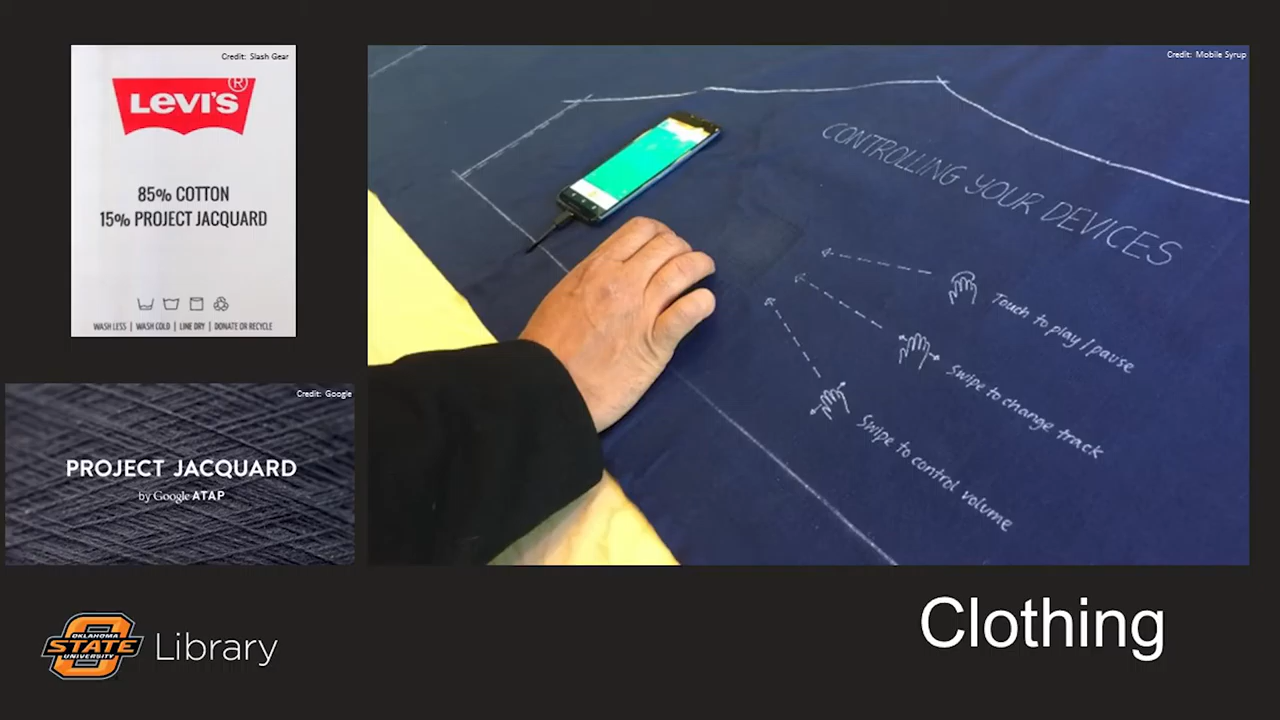 Credit: Slash Gear
LEVI'S®
85% COTTON
15% PROJECT JACQUARD
WASH LESS | WASH COLD | LINE DRY | DONATE OR RECYCLE
Credit: Google
PROJECT JACQUARD
by Google ATAP
Credit: Mobile Syrup
CONTROLLING YOUR DEVICES
Touch to play/pause
Swipe to change track
Swipe to control volume
OKLAHOMA
STATE
UNIVERSITY
Library
Clothing